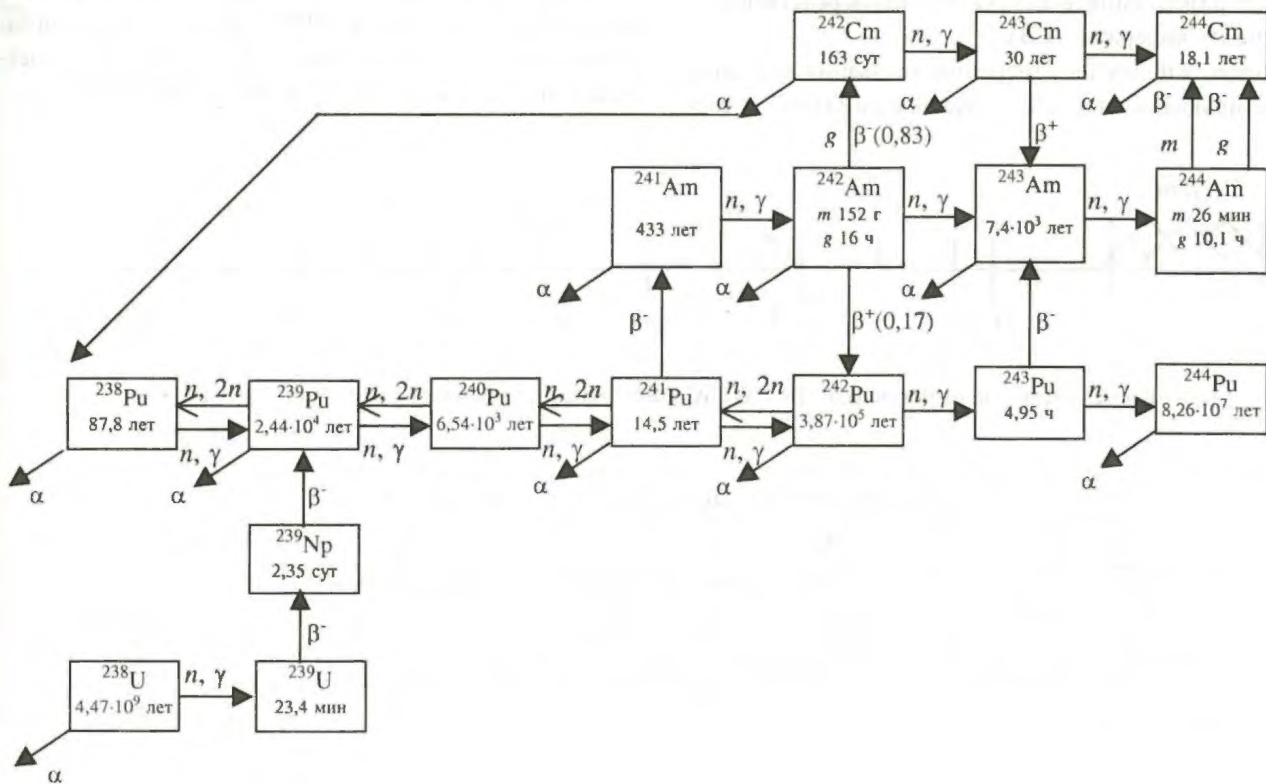 ²⁴²Cm
163 сут
n, γ
²⁴³Cm
30 лет
n, γ
²⁴⁴Cm
18,1 лет
α
α
α
β⁻
β⁻
g
β⁻(0,83)
β⁺
m
g
²⁴¹Am
433 лет
n, γ
²⁴²Am
m 152 г
g 16 ч
n, γ
²⁴³Am
7,4·10³ лет
n, γ
²⁴⁴Am
m 26 мин
g 10,1 ч
α
α
α
β⁻
β⁺(0,17)
β⁻
²³⁸Pu
87,8 лет
n, 2n
n, γ
²³⁹Pu
2,44·10⁴ лет
n, 2n
n, γ
²⁴⁰Pu
6,54·10³ лет
n, 2n
n, γ
²⁴¹Pu
14,5 лет
n, 2n
n, γ
²⁴²Pu
3,87·10⁵ лет
n, γ
²⁴³Pu
4,95 ч
n, γ
²⁴⁴Pu
8,26·10⁷ лет
α
α
α
α
α
β⁻
²³⁹Np
2,35 сут
β⁻
²³⁸U
4,47·10⁹ лет
n, γ
²³⁹U
23,4 мин
α